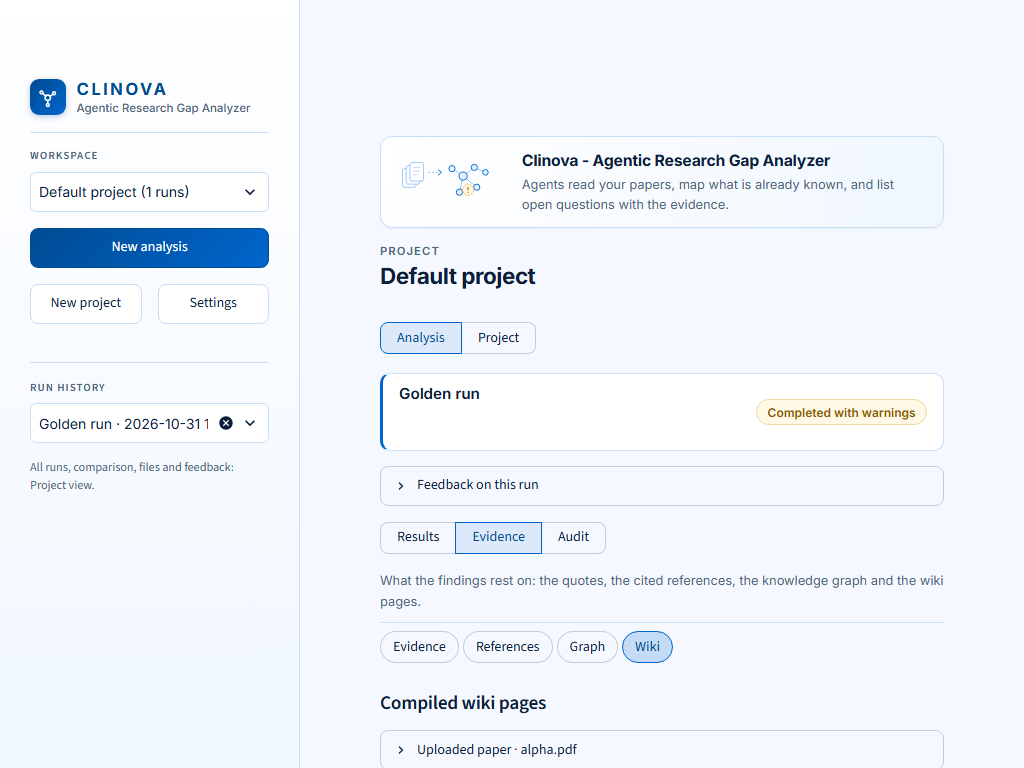 CLINOVA
Agentic Research Gap Analyzer
WORKSPACE
Default project (1 runs)
New analysis
New project
Settings
RUN HISTORY
Golden run · 2026-10-31 1
All runs, comparison, files and feedback:
Project view.
Clinova - Agentic Research Gap Analyzer
Agents read your papers, map what is already known, and list
open questions with the evidence.
PROJECT
Default project
Analysis
Project
Golden run
Completed with warnings
Feedback on this run
Results
Evidence
Audit
What the findings rest on: the quotes, the cited references, the knowledge graph and the wiki
pages.
Evidence
References
Graph
Wiki
Compiled wiki pages
Uploaded paper · alpha.pdf